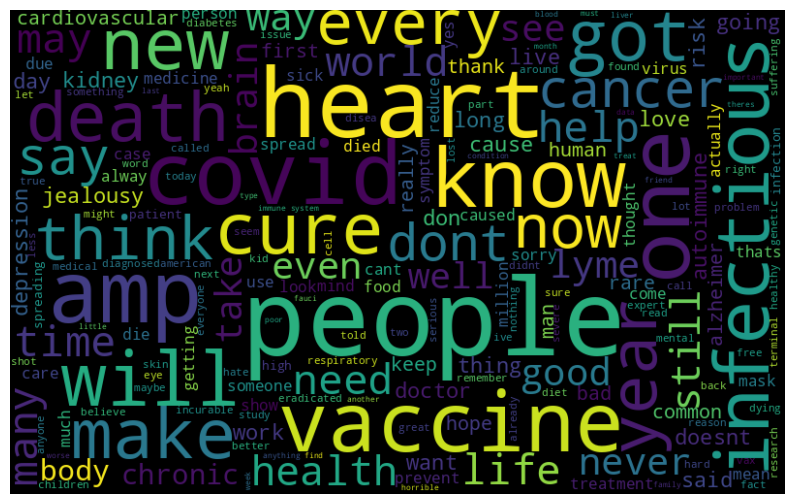 cardiovascular person way every got going
diabetes blood must liver
issue yes month
may new first see risk
due around found
world live thank virus
day kidney medicine sick
let something yeah last
brain heart cancer suffering
death reduce part
important theres
say case spread died long cause help love
word called disea human actually
covid really symptom lost
true today data right
alway know don caused
jealousy condition treat
might patient type friend
think cure now one infectious
immune system thought lot problem
depression dont autoimmune genetic infection
sorry thats
less seem cell
medical diagnosed american kid even well lyme
spreading next use cant didnt
amp take lookmind food million rare call
everyone fauci nothing come alzheimer
time die little people man expert healthy
sure read
poor told two serious ive mental
shot skin hate high thing still year
care eye getting respiratory keep good free terminal
will maybe someone need doctor bad mask
many believe incurable eradicated remember diet common back dying
another already
much study show hope doesnt
anyone make work vaccine never reason
better great hard vax
body health want life said mean research
chronic prevent treatment fact
children anything find
worse week horrible family